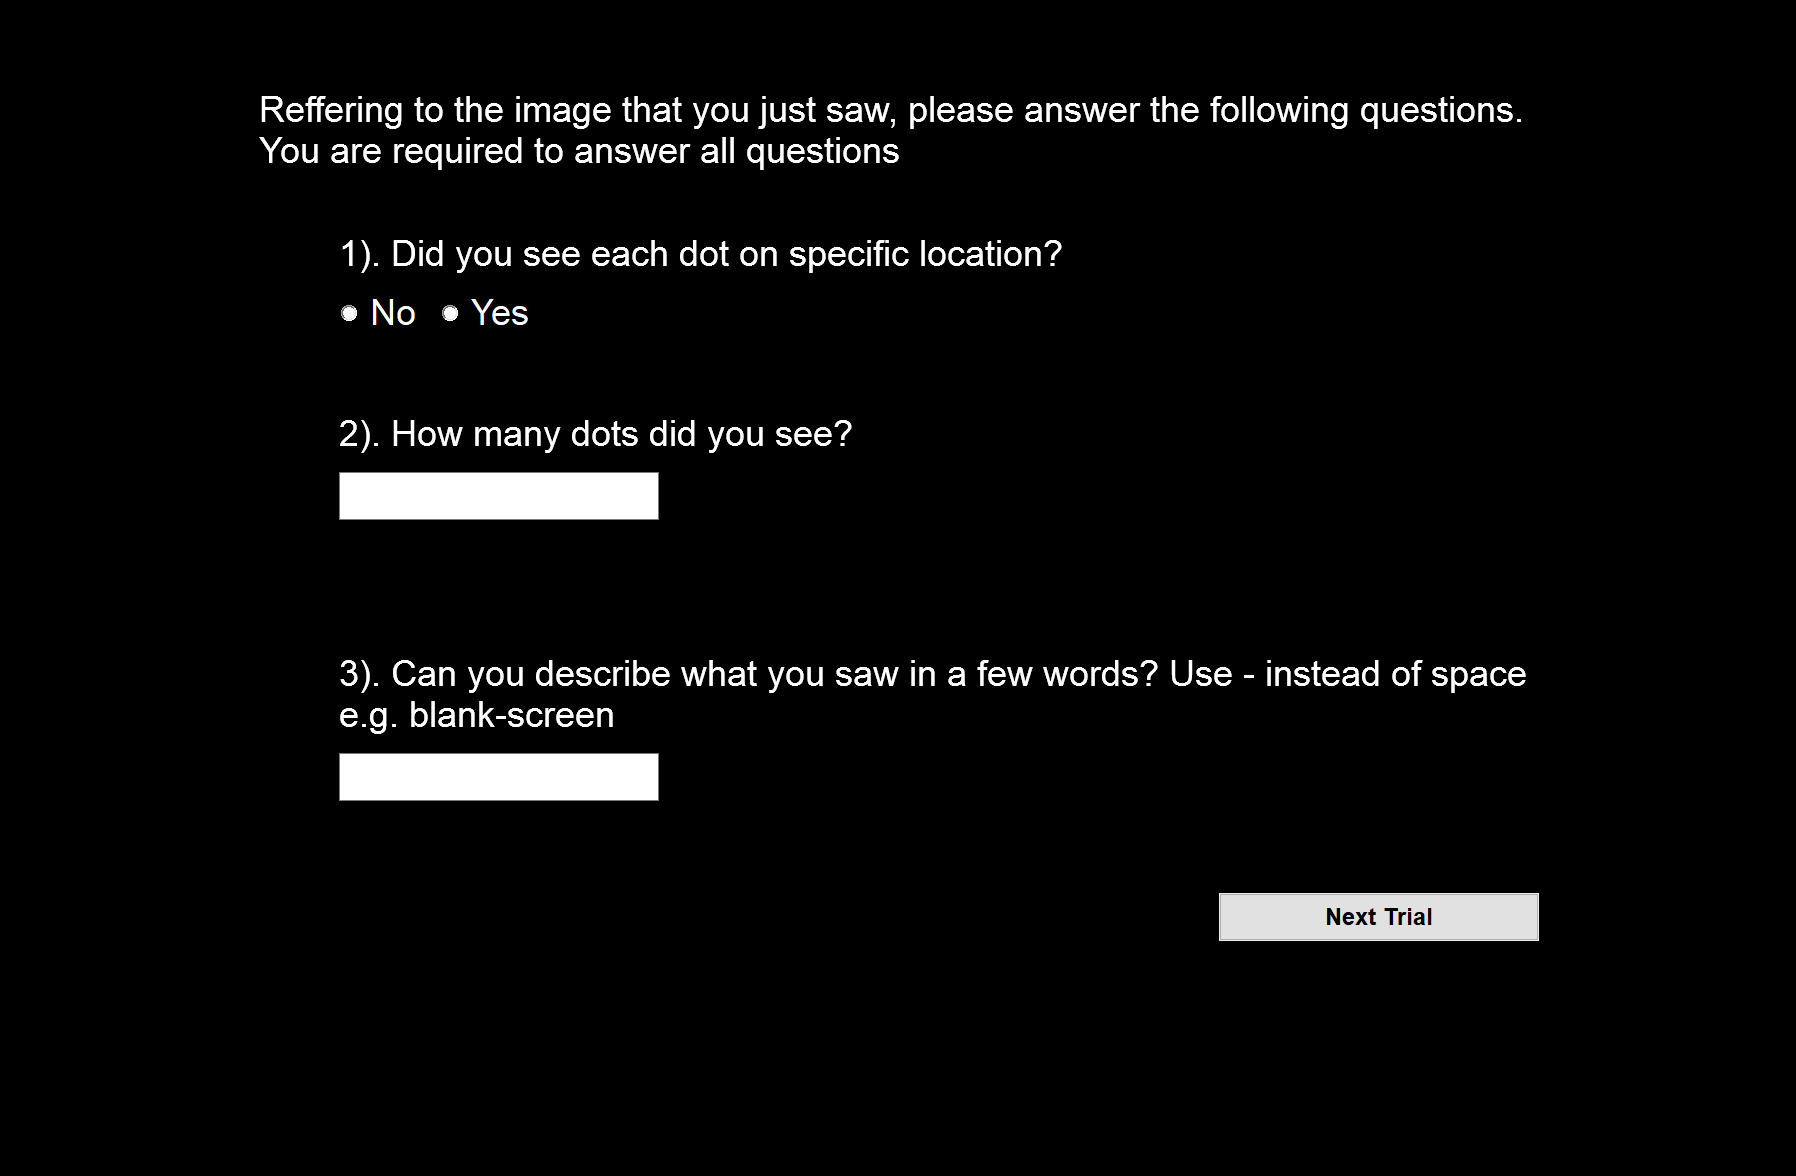 Reffering to the image that you just saw, please answer the following questions.
You are required to answer all questions
1). Did you see each dot on specific location?
No Yes
2). How many dots did you see?
3). Can you describe what you saw in a few words? Use - instead of space
e.g. blank-screen
Next Trial